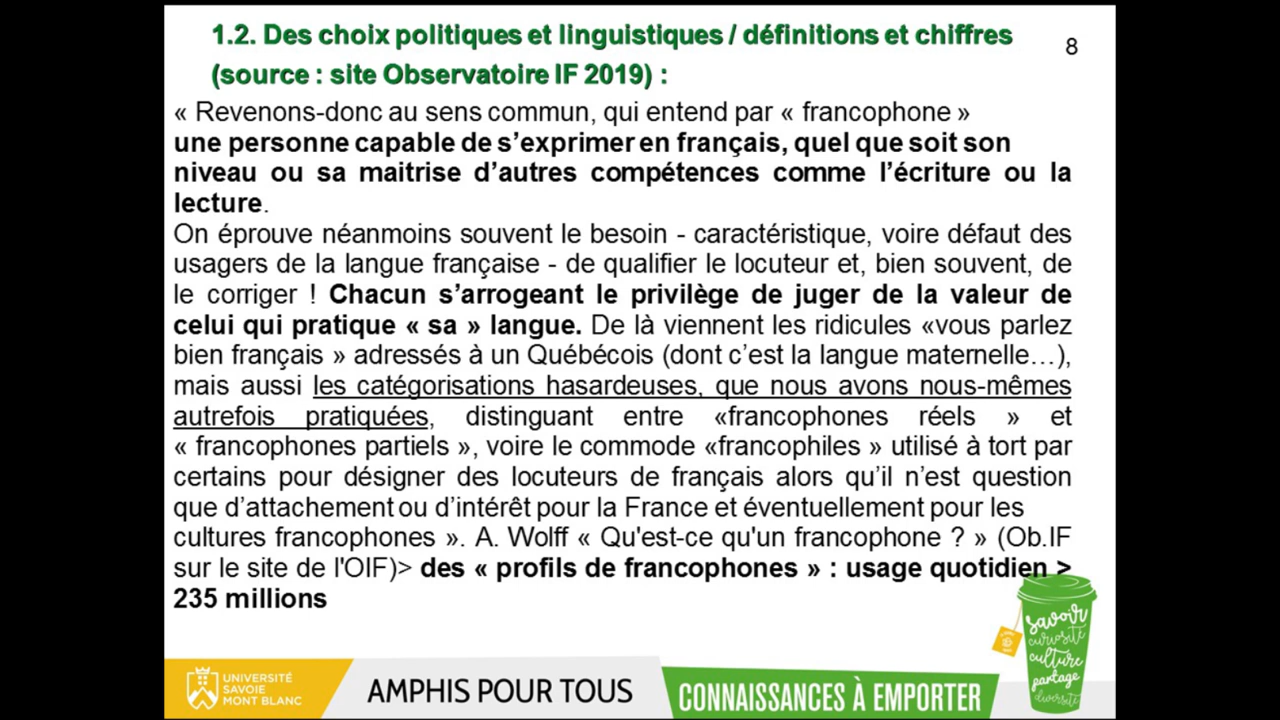 1.2. Des choix politiques et linguistiques / définitions et chiffres
8
(source : site Observatoire IF 2019) :
« Revenons-donc au sens commun, qui entend par « francophone »
une personne capable de s’exprimer en français, quel que soit son
niveau ou sa maitrise d’autres compétences comme l’écriture ou la
lecture.
On éprouve néanmoins souvent le besoin - caractéristique, voire défaut des
usagers de la langue française - de qualifier le locuteur et, bien souvent, de
le corriger ! Chacun s’arrogeant le privilège de juger de la valeur de
celui qui pratique « sa » langue. De là viennent les ridicules «vous parlez
bien français » adressés à un Québécois (dont c’est la langue maternelle…),
mais aussi les catégorisations hasardeuses, que nous avons nous-mêmes
autrefois pratiquées, distinguant entre «francophones réels » et
« francophones partiels », voire le commode «francophiles » utilisé à tort par
certains pour désigner des locuteurs de français alors qu’il n’est question
que d’attachement ou d’intérêt pour la France et éventuellement pour les
cultures francophones ». A. Wolff « Qu'est-ce qu'un francophone ? » (Ob.IF
sur le site de l'OIF)> des « profils de francophones » : usage quotidien >
235 millions
savoir
curiosité
culture
partage
diversité
UNIVERSITÉ
SAVOIE
MONT BLANC
AMPHIS POUR TOUS
CONNAISSANCES À EMPORTER